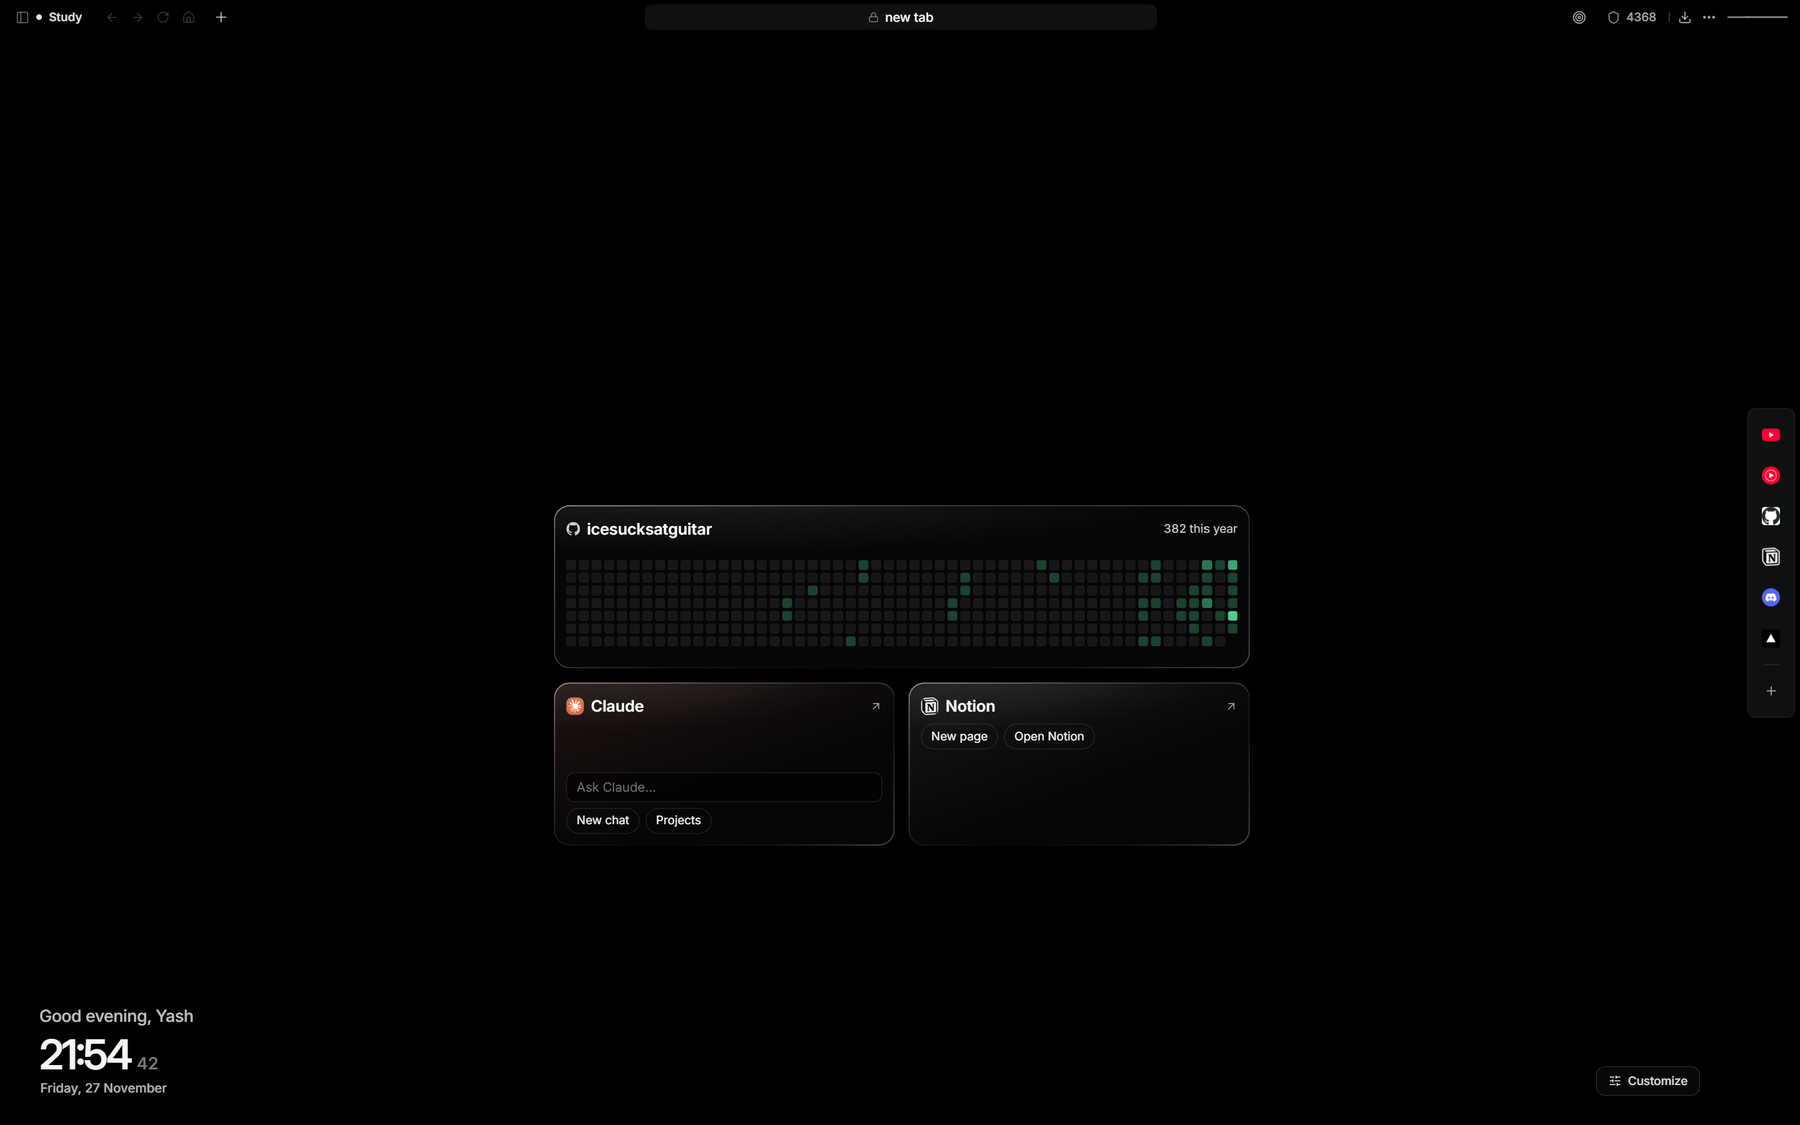 Study
new tab
4368
icesucksatguitar
382 this year
Claude
Ask Claude...
New chat
Projects
Notion
New page
Open Notion
Good evening, Yash
21:54 42
Friday, 27 November
Customize